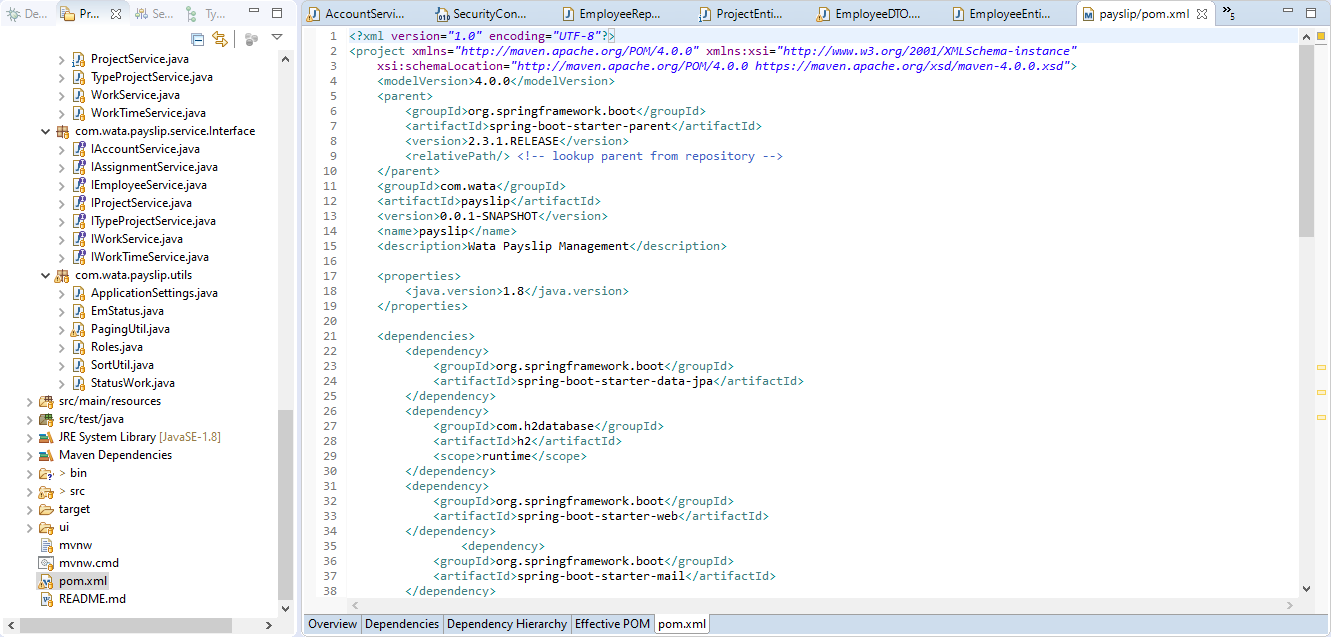 De...
Pr...
Se...
Ty...
ProjectService.java
TypeProjectService.java
WorkService.java
WorkTimeService.java
com.wata.payslip.service.Interface
IAccountService.java
IAssignmentService.java
IEmployeeService.java
IProjectService.java
ITypeProjectService.java
IWorkService.java
IWorkTimeService.java
com.wata.payslip.utils
ApplicationSettings.java
EmStatus.java
PagingUtil.java
Roles.java
SortUtil.java
StatusWork.java
src/main/resources
src/test/java
JRE System Library [JavaSE-1.8]
Maven Dependencies
> bin
> src
target
ui
mvnw
mvnw.cmd
pom.xml
README.md
AccountServi...
SecurityCon...
EmployeeRep...
ProjectEnti...
EmployeeDTO....
EmployeeEnti...
payslip/pom.xml
»5
1 <?xml version="1.0" encoding="UTF-8"?>
2 <project xmlns="http://maven.apache.org/POM/4.0.0" xmlns:xsi="http://www.w3.org/2001/XMLSchema-instance"
3 xsi:schemaLocation="http://maven.apache.org/POM/4.0.0 https://maven.apache.org/xsd/maven-4.0.0.xsd">
4 <modelVersion>4.0.0</modelVersion>
5 <parent>
6 <groupId>org.springframework.boot</groupId>
7 <artifactId>spring-boot-starter-parent</artifactId>
8 <version>2.3.1.RELEASE</version>
9 <relativePath/> <!-- lookup parent from repository -->
10 </parent>
11 <groupId>com.wata</groupId>
12 <artifactId>payslip</artifactId>
13 <version>0.0.1-SNAPSHOT</version>
14 <name>payslip</name>
15 <description>Wata Payslip Management</description>
16
17 <properties>
18 <java.version>1.8</java.version>
19 </properties>
20
21 <dependencies>
22 <dependency>
23 <groupId>org.springframework.boot</groupId>
24 <artifactId>spring-boot-starter-data-jpa</artifactId>
25 </dependency>
26 <dependency>
27 <groupId>com.h2database</groupId>
28 <artifactId>h2</artifactId>
29 <scope>runtime</scope>
30 </dependency>
31 <dependency>
32 <groupId>org.springframework.boot</groupId>
33 <artifactId>spring-boot-starter-web</artifactId>
34 </dependency>
35 <dependency>
36 <groupId>org.springframework.boot</groupId>
37 <artifactId>spring-boot-starter-mail</artifactId>
38 </dependency>
Overview
Dependencies
Dependency Hierarchy
Effective POM
pom.xml